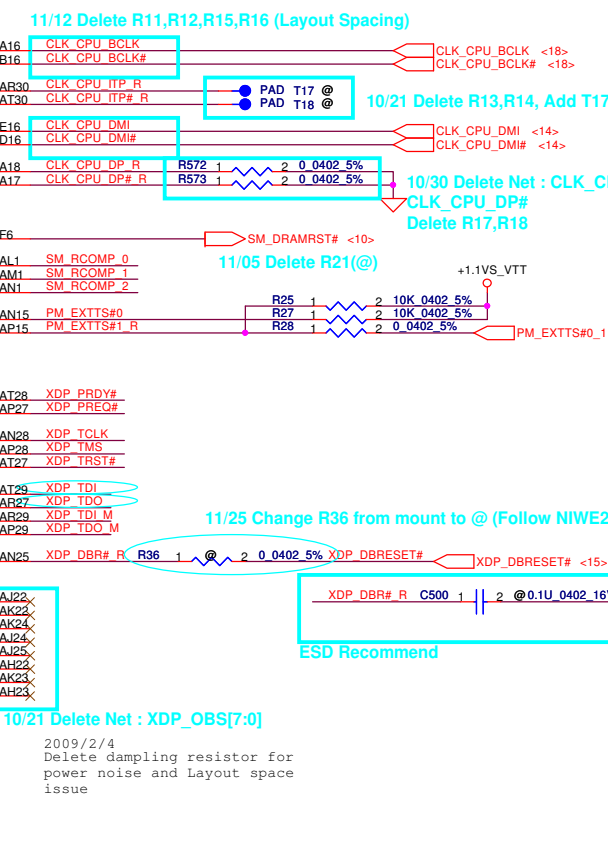 11/12 Delete R11,R12,R15,R16 (Layout Spacing)
A16 CLK_CPU_BCLK CLK_CPU_BCLK <18>
B16 CLK_CPU_BCLK# CLK_CPU_BCLK# <18>
AR30 CLK_CPU_ITP_R PAD T17 @
AT30 CLK_CPU_ITP#_R PAD T18 @
10/21 Delete R13,R14, Add T17
E16 CLK_CPU_DMI CLK_CPU_DMI <14>
D16 CLK_CPU_DMI# CLK_CPU_DMI# <14>
A18 CLK_CPU_DP_R R572 1 2 0_0402_5%
A17 CLK_CPU_DP#_R R573 1 2 0_0402_5%
10/30 Delete Net : CLK_C
CLK_CPU_DP#
Delete R17,R18
F6 SM_DRAMRST# <10>
11/05 Delete R21(@)
AL1 SM_RCOMP_0
AM1 SM_RCOMP_1
AN1 SM_RCOMP_2
+1.1VS_VTT
R25 1 2 10K_0402_5%
AN15 PM_EXTTS#0 R27 1 2 10K_0402_5%
AP15 PM_EXTTS#1_R R28 1 2 0_0402_5% PM_EXTTS#0_1
AT28 XDP_PRDY#
AP27 XDP_PREQ#
AN28 XDP_TCLK
AP28 XDP_TMS
AT27 XDP_TRST#
AT29 XDP_TDI
AR27 XDP_TDO
AR29 XDP_TDI_M
AP29 XDP_TDO_M
11/25 Change R36 from mount to @ (Follow NIWE2
AN25 XDP_DBR#_R R36 1 @ 2 0_0402_5% XDP_DBRESET# XDP_DBRESET# <15>
XDP_DBR#_R C500 1 2 @ 0.1U_0402_16
ESD Recommend
AJ22
AK22
AK24
AJ24
AJ25
AH22
AK23
AH23
10/21 Delete Net : XDP_OBS[7:0]
2009/2/4
Delete dampling resistor for
power noise and Layout space
issue